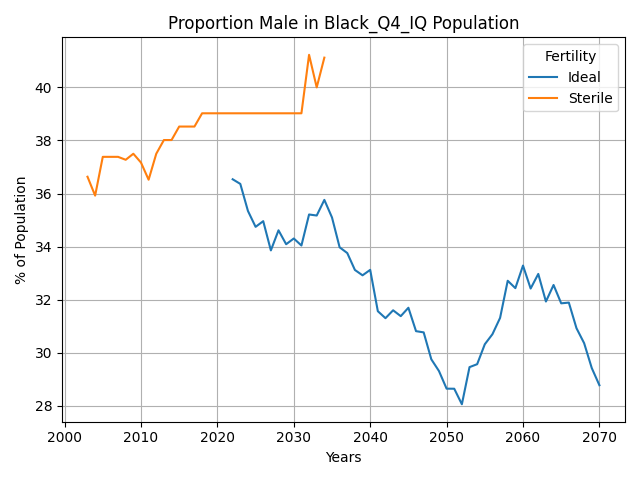 Proportion Male in Black_Q4_IQ Population
% of Population
40
38
36
34
32
30
28
Fertility
Ideal
Sterile
2000 2010 2020 2030 2040 2050 2060 2070
Years